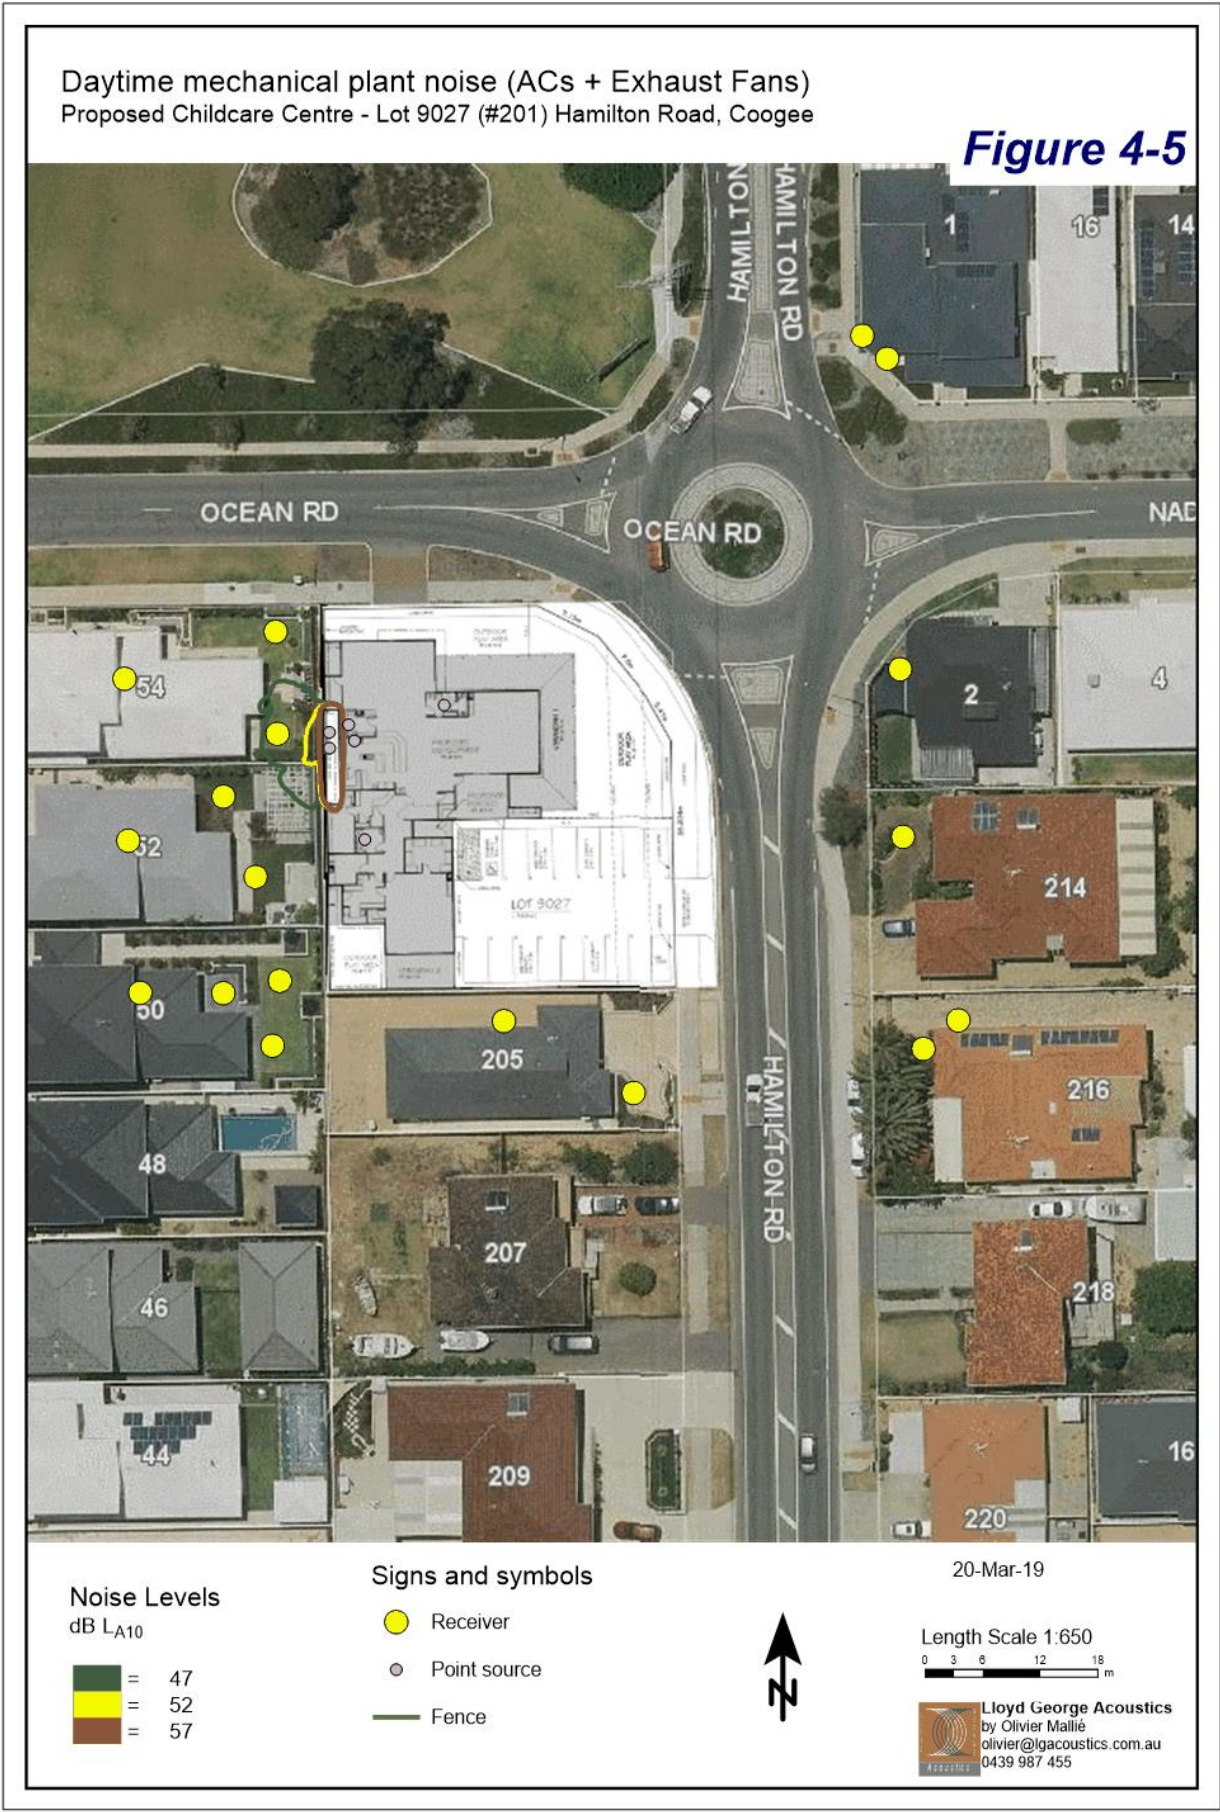 Daytime mechanical plant noise (ACs + Exhaust Fans)
Proposed Childcare Centre - Lot 9027 (#201) Hamilton Road, Coogee
Figure 4-5
HAMILTON
HAMILTON RD
1
16
14
OCEAN RD
OCEAN RD
NAD
54
2
4
52
LOT 9027
214
50
205
216
HAMILTON RD
48
207
218
46
44
209
220
16
Noise Levels
dB LA10
= 47
= 52
= 57
Signs and symbols
Receiver
Point source
Fence
N
20-Mar-19
Length Scale 1:650
0 3 6 12 18
m
Lloyd George Acoustics
by Olivier Mallié
olivier@lgacoustics.com.au
0439 987 455
Acoustics